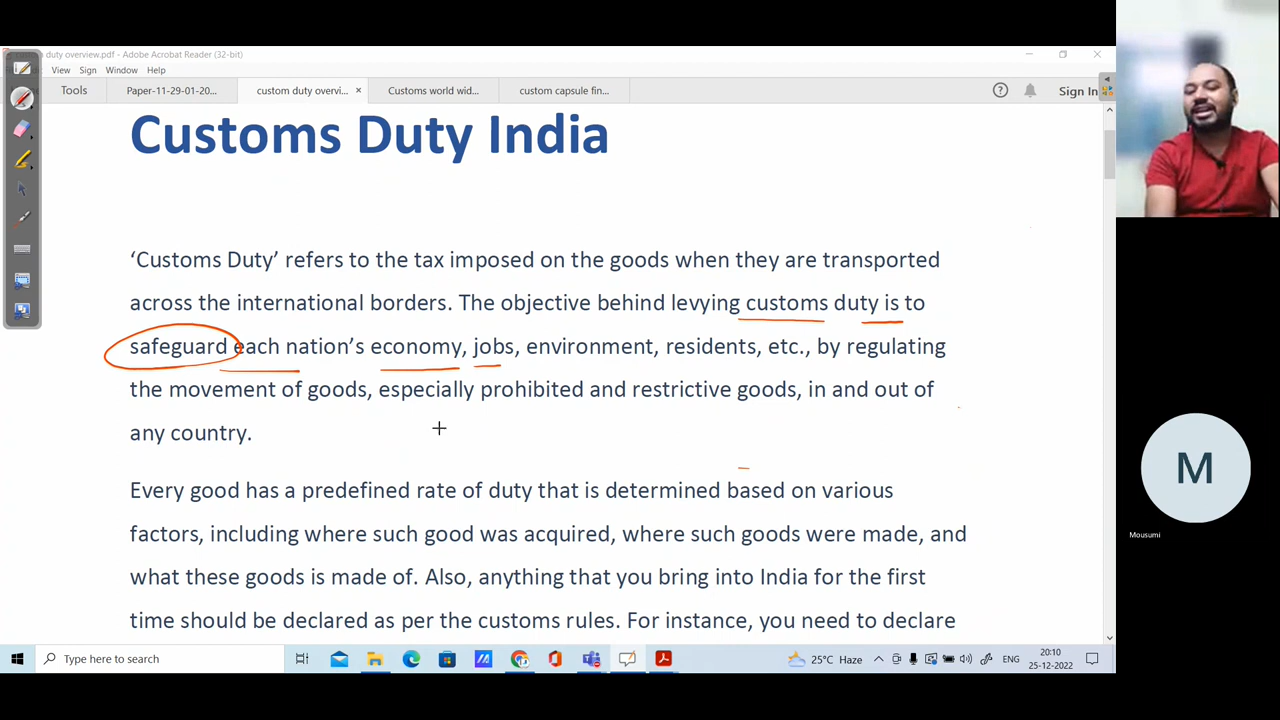 custom duty overview.pdf - Adobe Acrobat Reader (32-bit)
View Sign Window Help
Tools Paper-11-29-01-20... custom duty overvi... × Customs world wid... custom capsule fin... Sign In
Customs Duty India
‘Customs Duty’ refers to the tax imposed on the goods when they are transported
across the international borders. The objective behind levying customs duty is to
safeguard each nation’s economy, jobs, environment, residents, etc., by regulating
the movement of goods, especially prohibited and restrictive goods, in and out of
any country.
Every good has a predefined rate of duty that is determined based on various
factors, including where such good was acquired, where such goods were made, and
what these goods is made of. Also, anything that you bring into India for the first
time should be declared as per the customs rules. For instance, you need to declare
M
Mousumi
Type here to search 25°C Haze ENG 20:10
25-12-2022